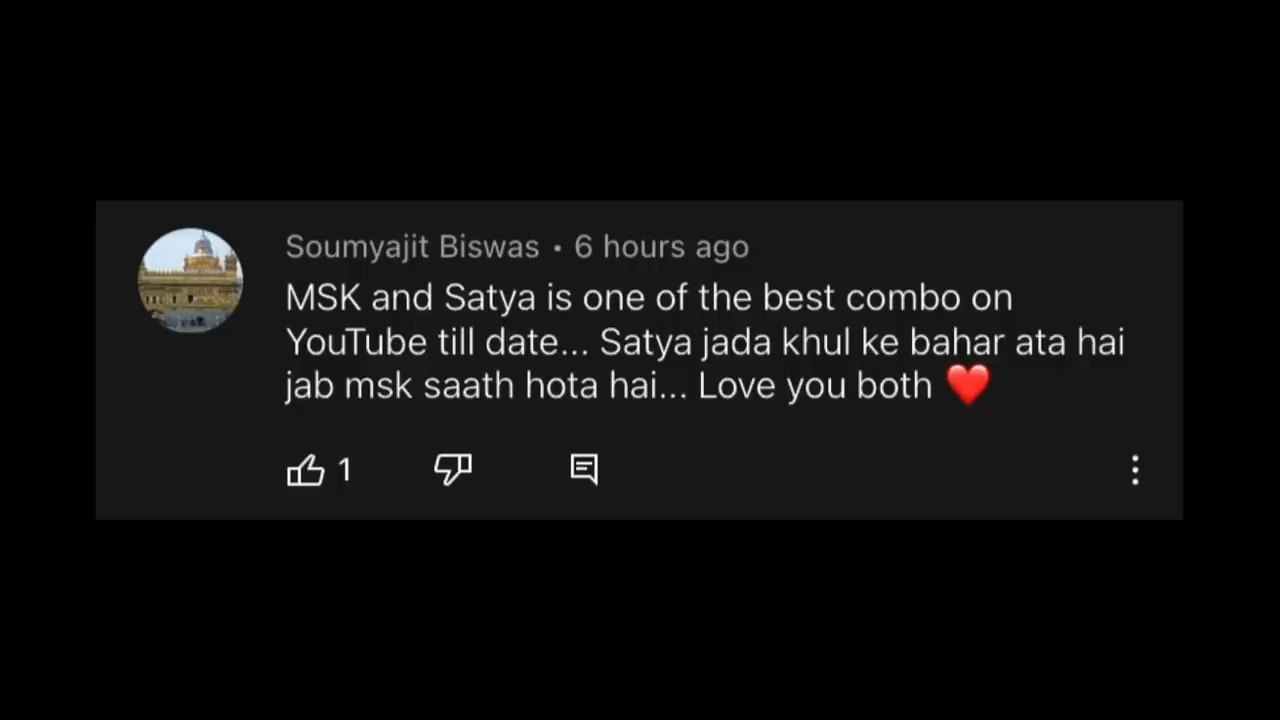 Soumyajit Biswas • 6 hours ago
MSK and Satya is one of the best combo on
YouTube till date... Satya jada khul ke bahar ata hai
jab msk saath hota hai... Love you both ❤️
1